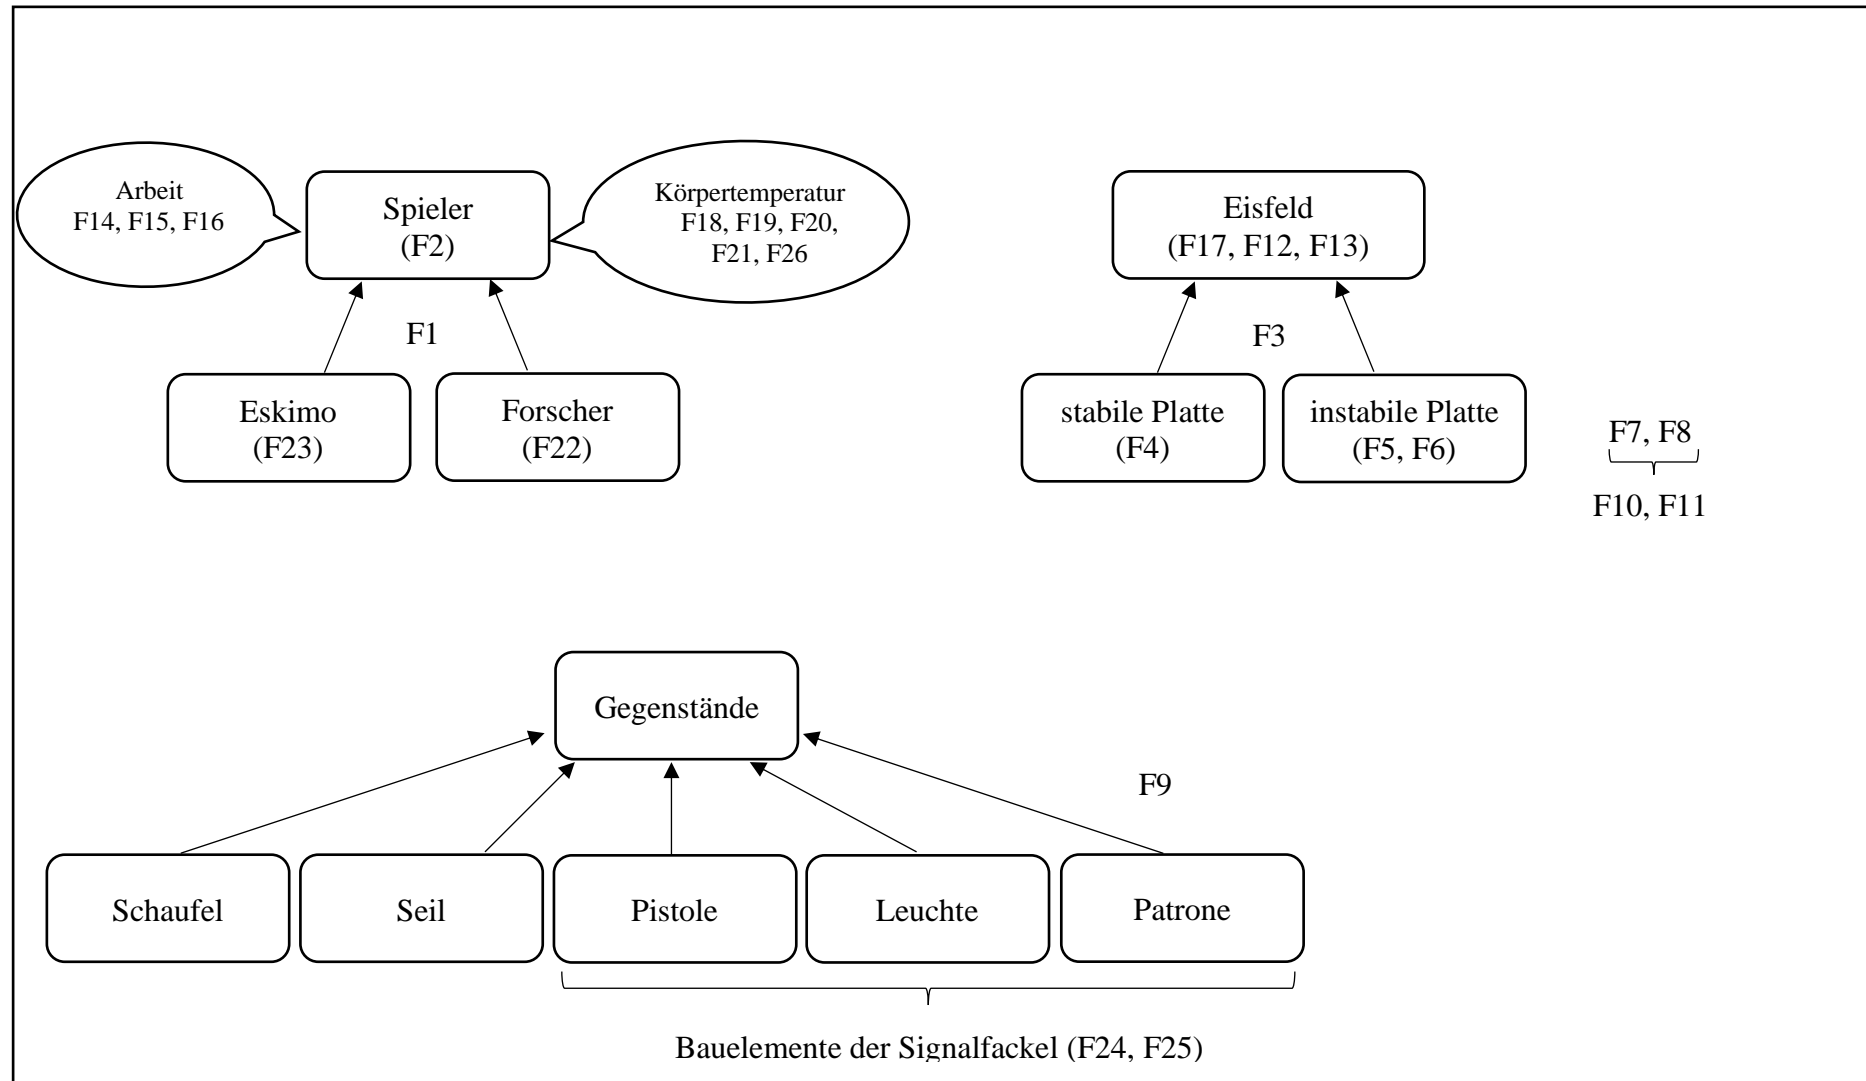 Arbeit
F14, F15, F16
Spieler
(F2)
Körpertemperatur
F18, F19, F20,
F21, F26
Eisfeld
(F17, F12, F13)
F1
F3
Eskimo
(F23)
Forscher
(F22)
stabile Platte
(F4)
instabile Platte
(F5, F6)
F7, F8
F10, F11
Gegenstände
F9
Schaufel
Seil
Pistole
Leuchte
Patrone
Bauelemente der Signalfackel (F24, F25)